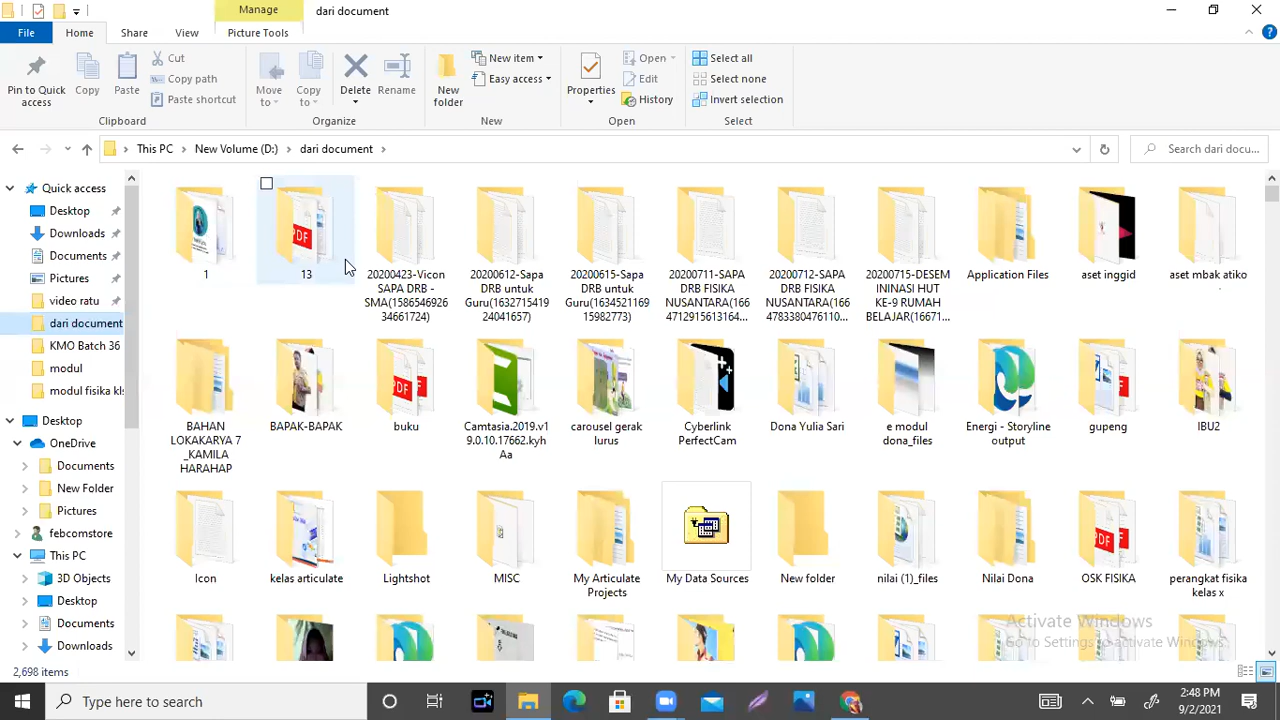 Manage
dari document
File
Home
Share
View
Picture Tools
Pin to Quick access
Copy
Paste
Cut
Copy path
Paste shortcut
Clipboard
Move to
Copy to
Delete
Rename
Organize
New folder
New item
Easy access
New
Properties
Open
Edit
History
Open
Select all
Select none
Invert selection
Select
This PC
New Volume (D:)
dari document
Search dari docu...
Quick access
Desktop
Downloads
Documents
Pictures
video ratu
dari document
KMO Batch 36
modul
modul fisika kls
Desktop
OneDrive
Documents
New Folder
Pictures
febcomstore
This PC
3D Objects
Desktop
Documents
Downloads
1
PDF
13
20200423-Vicon
SAPA DRB -
SMA(1586546926
34661724)
20200612-Sapa
DRB untuk
Guru(1632715419
24041657)
20200615-Sapa
DRB untuk
Guru(1634521169
15982773)
20200711-SAPA
DRB FISIKA
NUSANTARA(166
4712915613164...
20200712-SAPA
DRB FISIKA
NUSANTARA(166
4783380476110...
20200715-DESEM
ININASI HUT
KE-9 RUMAH
BELAJAR(16671...
Application Files
aset inggid
aset mbak atiko
.
BAHAN
LOKAKARYA 7
_KAMILA
HARAHAP
BAPAK-BAPAK
PDF
buku
Camtasia.2019.v1
9.0.10.17662.kyh
Aa
carousel gerak
lurus
Cyberlink
PerfectCam
Dona Yulia Sari
e modul
dona_files
Energi - Storyline
output
PDF
gupeng
IBU2
Icon
kelas articulate
Lightshot
MISC
My Articulate
Projects
My Data Sources
New folder
nilai (1)_files
Nilai Dona
PDF
OSK FISIKA
perangkat fisika
kelas x
Activate Windows
Go to Settings to activate Windows.
2,698 items
Type here to search
2:48 PM
9/2/2021